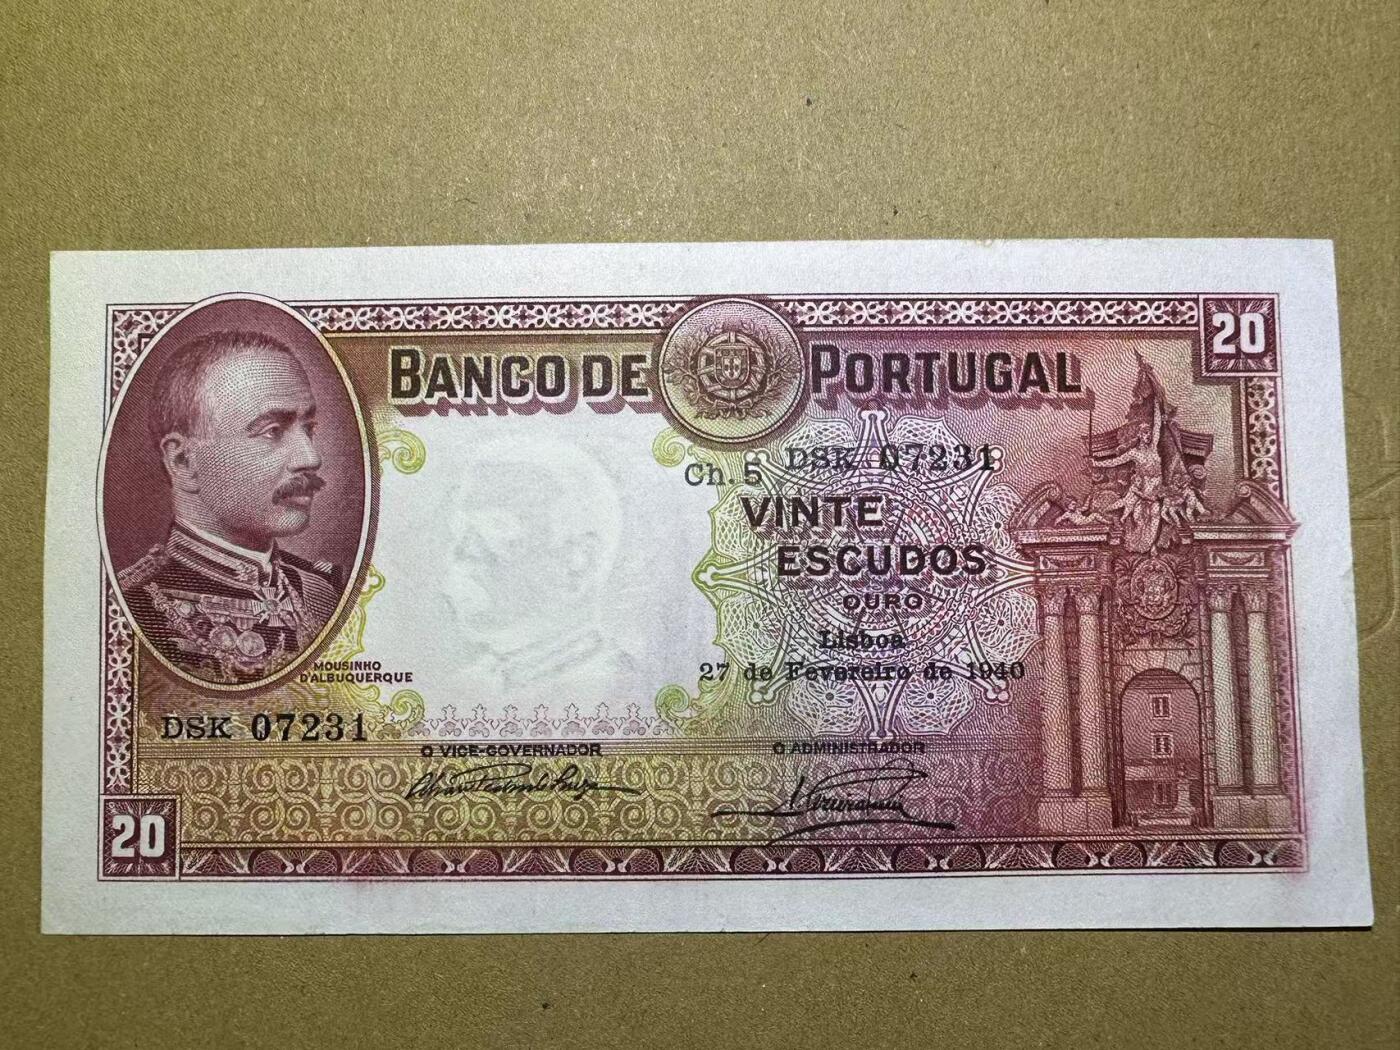 20
BANCO DE PORTUGAL
Ch. 5 DSK 07231
VINTE
ESCUDOS
OURO
Lisboa
27 de Fevereiro de 1940
MOUSINHO
D'ALBUQUERQUE
DSK 07231
O VICE-GOVERNADOR
O ADMINISTRADOR
20